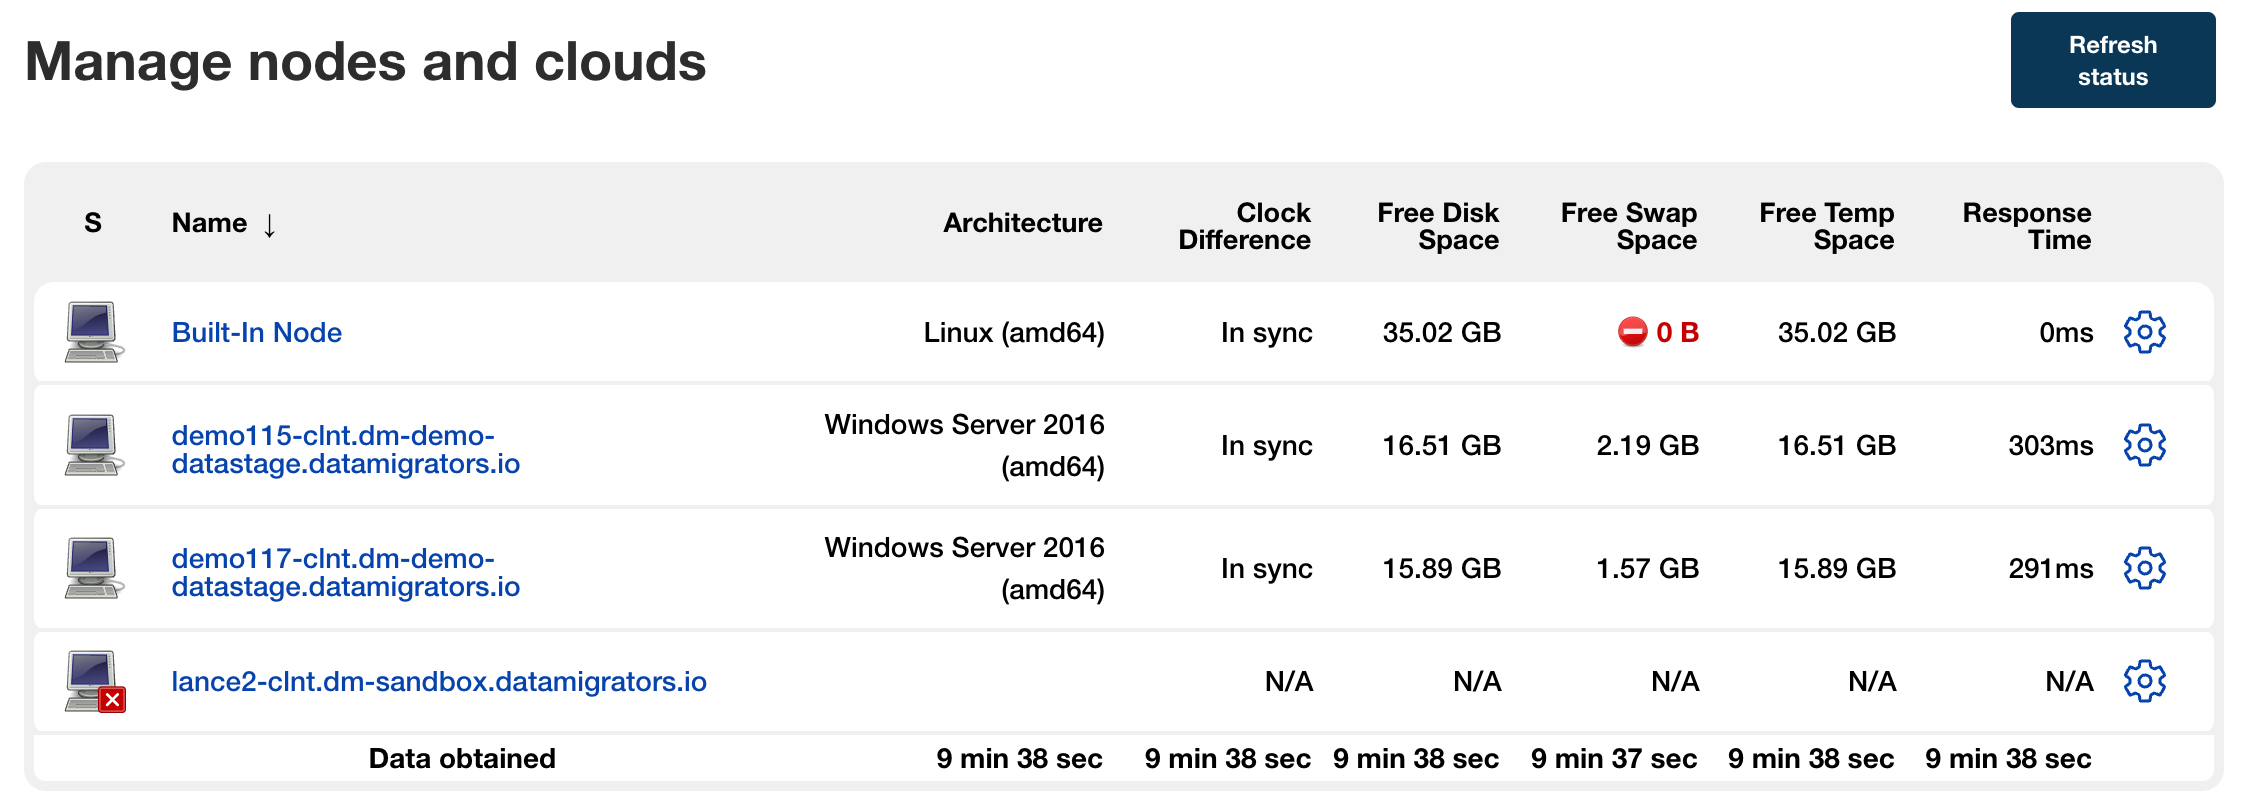 Manage nodes and clouds
Refresh
status
S Name ↓ Architecture Clock Difference Free Disk Space Free Swap Space Free Temp Space Response Time
Built-In Node Linux (amd64) In sync 35.02 GB 0 B 35.02 GB 0ms
demo115-clnt.dm-demo-
datastage.datamigrators.io Windows Server 2016
(amd64) In sync 16.51 GB 2.19 GB 16.51 GB 303ms
demo117-clnt.dm-demo-
datastage.datamigrators.io Windows Server 2016
(amd64) In sync 15.89 GB 1.57 GB 15.89 GB 291ms
lance2-clnt.dm-sandbox.datamigrators.io N/A N/A N/A N/A N/A
Data obtained 9 min 38 sec 9 min 38 sec 9 min 38 sec 9 min 37 sec 9 min 38 sec 9 min 38 sec